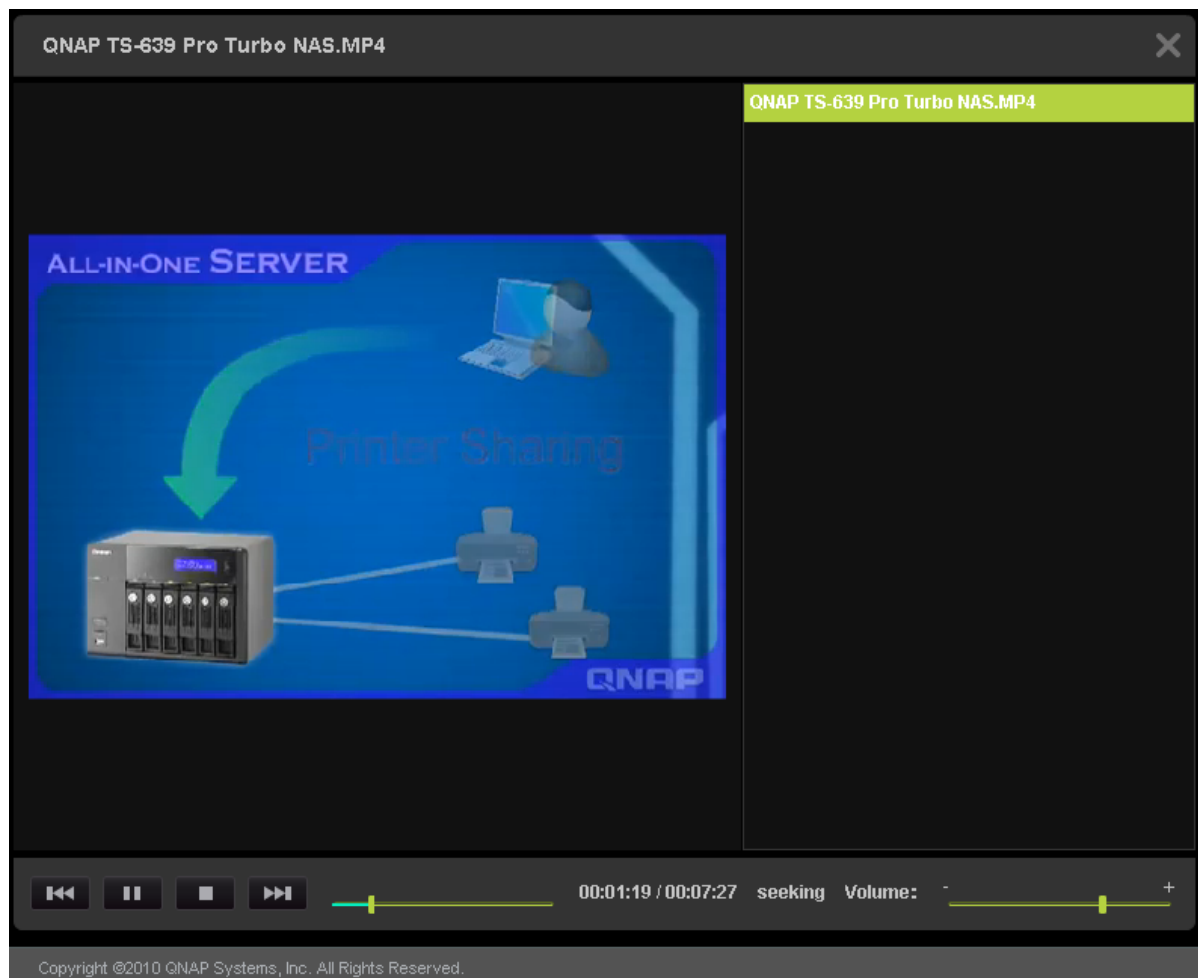 QNAP TS-639 Pro Turbo NAS.MP4
QNAP TS-639 Pro Turbo NAS.MP4
ALL-IN-ONE SERVER
Printer Sharing
QNAP
00:01:19 / 00:07:27 seeking Volume: - +
Copyright ©2010 QNAP Systems, Inc. All Rights Reserved.